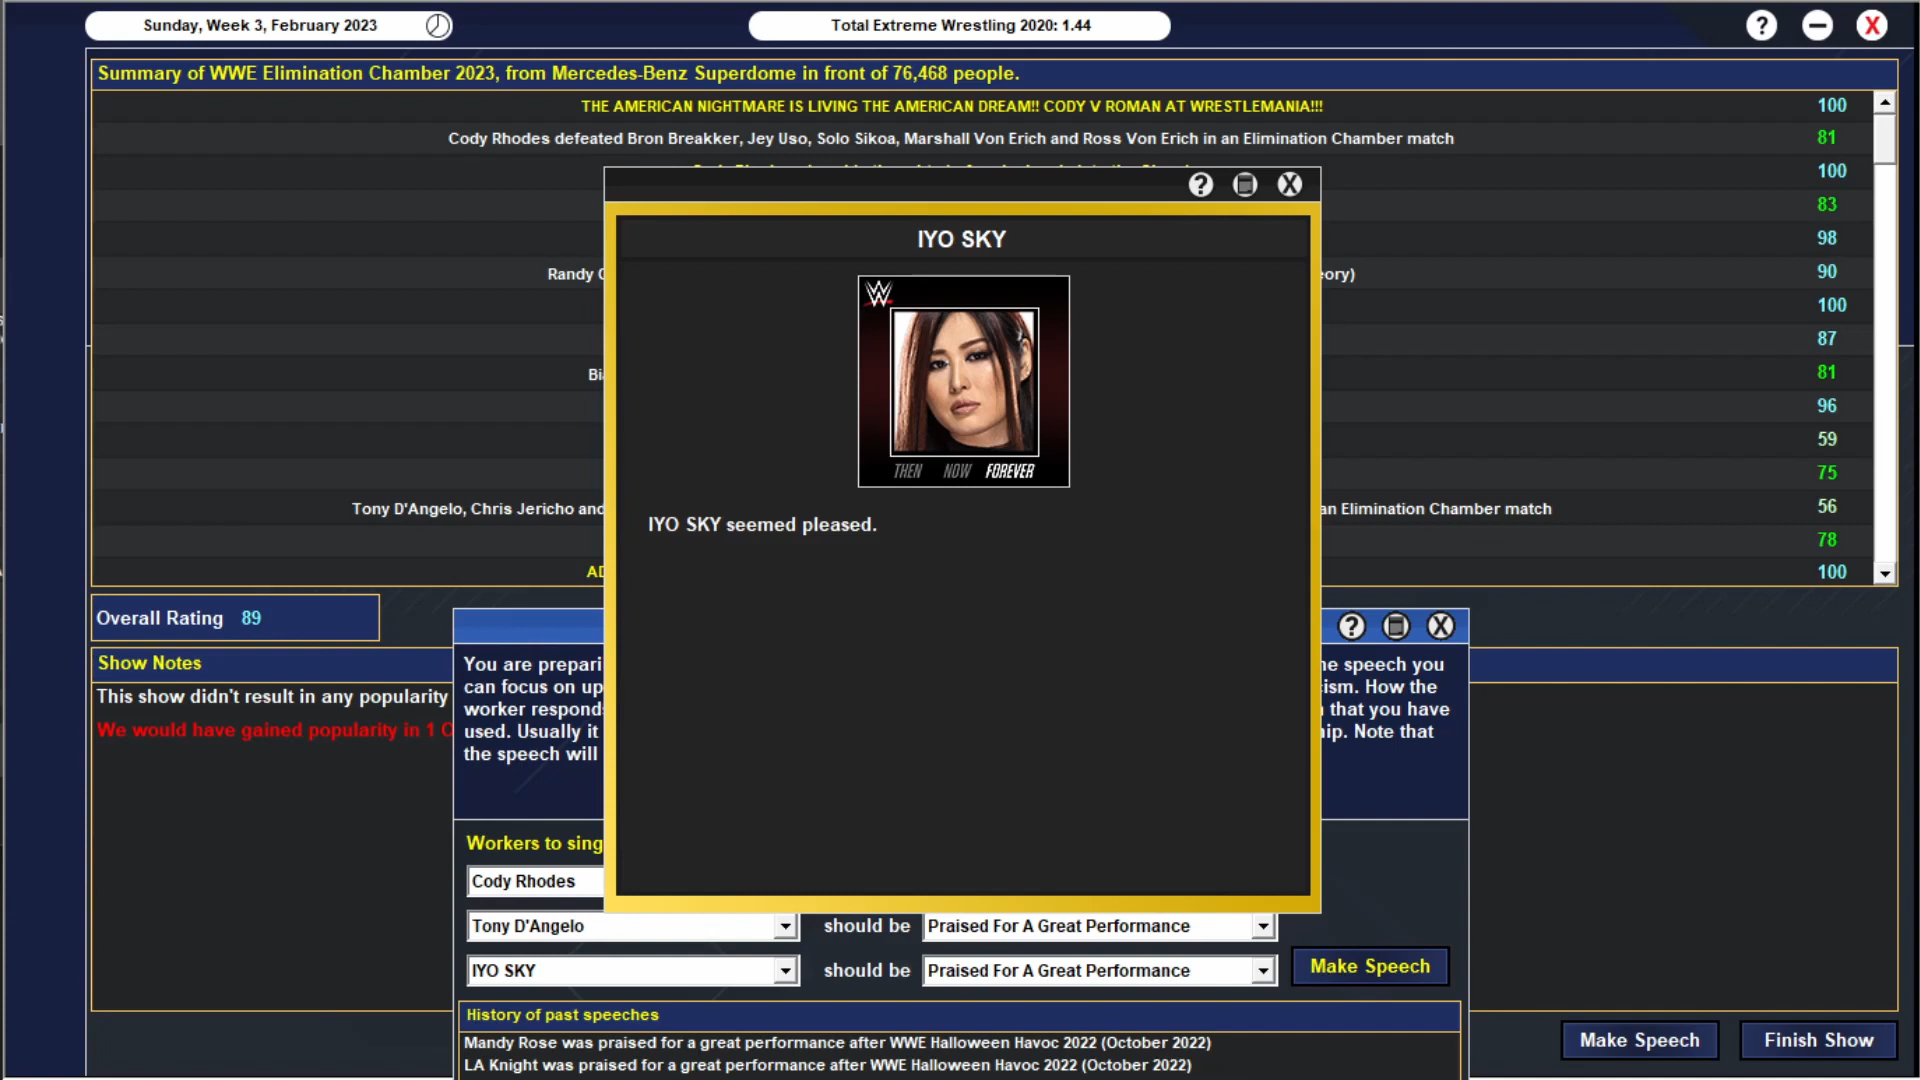 Sunday, Week 3, February 2023
Total Extreme Wrestling 2020: 1.44
?
X
Summary of WWE Elimination Chamber 2023, from Mercedes-Benz Superdome in front of 76,468 people.
THE AMERICAN NIGHTMARE IS LIVING THE AMERICAN DREAM!! CODY V ROMAN AT WRESTLEMANIA!!! 100
Cody Rhodes defeated Bron Breakker, Jey Uso, Solo Sikoa, Marshall Von Erich and Ross Von Erich in an Elimination Chamber match 81
100
83
98
Randy eory) 90
100
87
81
96
59
75
Tony D'Angelo, Chris Jericho and an Elimination Chamber match 56
78
100
? X
IYO SKY
W
THEN NOW FOREVER
IYO SKY seemed pleased.
Overall Rating 89
Show Notes
This show didn't result in any popularity
We would have gained popularity in 1
? X
You are prepari he speech you
can focus on up ism. How the
worker responds that you have
used. Usually it ip. Note that
the speech will
Workers to sing
Cody Rhodes
Tony D'Angelo should be Praised For A Great Performance
IYO SKY should be Praised For A Great Performance
Make Speech
History of past speeches
Mandy Rose was praised for a great performance after WWE Halloween Havoc 2022 (October 2022)
LA Knight was praised for a great performance after WWE Halloween Havoc 2022 (October 2022)
Make Speech
Finish Show